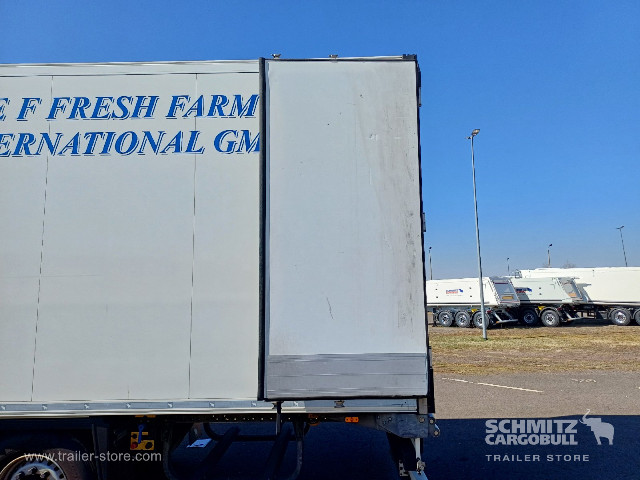 E F FRESH FARM
ERNATIONAL GM
SCHMITZ
CARGOBULL
TRAILER STORE
www.trailer-store.com